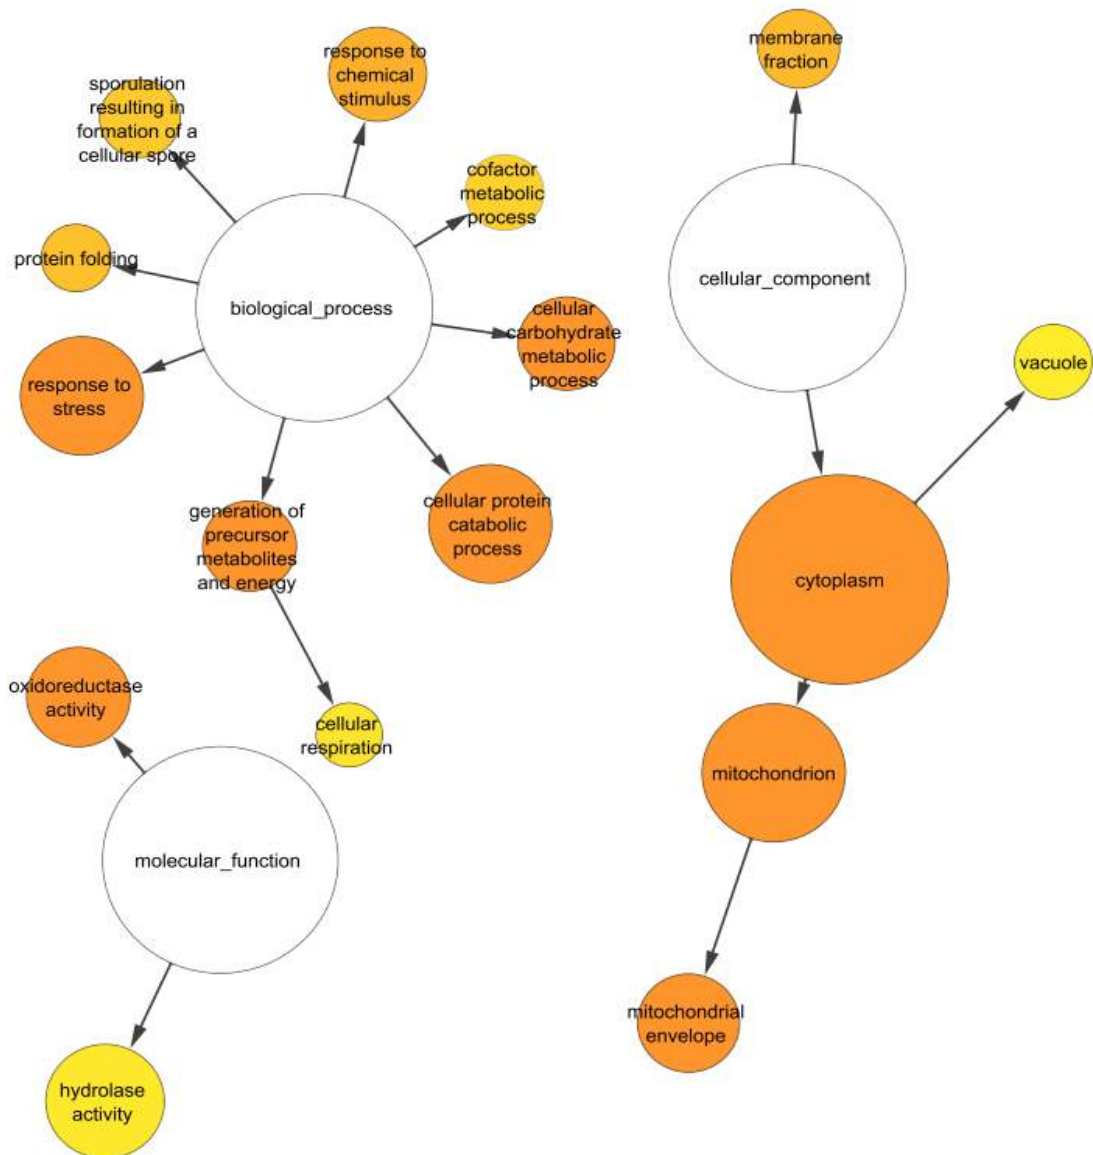 sporulation
resulting in
formation of a
cellular spore
response to
chemical
stimulus
cofactor
metabolic
process
protein folding
biological_process
cellular
carbohydrate
metabolic
process
response to
stress
generation of
precursor
metabolites
and energy
cellular protein
catabolic
process
cellular
respiration
oxidoreductase
activity
molecular_function
hydrolase
activity
membrane
fraction
cellular_component
vacuole
cytoplasm
mitochondrion
mitochondrial
envelope